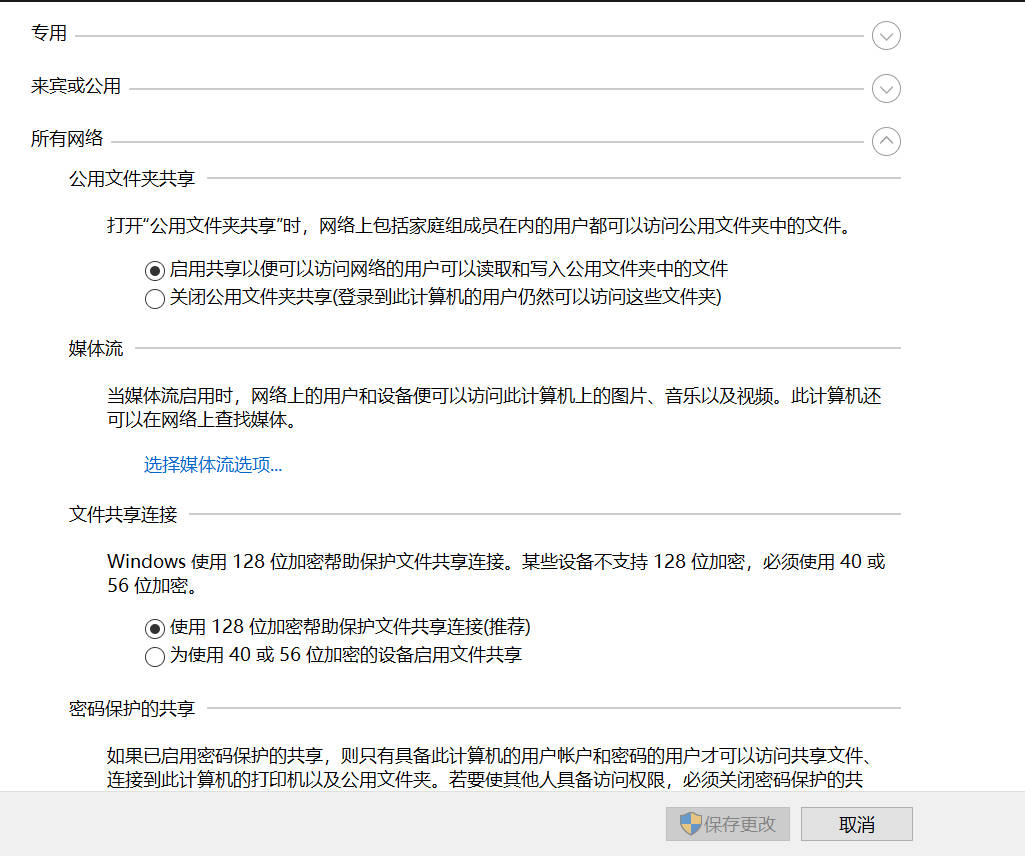 专用
来宾或公用
所有网络
公用文件夹共享
打开“公用文件夹共享”时，网络上包括家庭组成员在内的用户都可以访问公用文件夹中的文件。
启用共享以便可以访问网络的用户可以读取和写入公用文件夹中的文件
关闭公用文件夹共享(登录到此计算机的用户仍然可以访问这些文件夹)
媒体流
当媒体流启用时，网络上的用户和设备便可以访问此计算机上的图片、音乐以及视频。此计算机还
可以在网络上查找媒体。
选择媒体流选项...
文件共享连接
Windows 使用 128 位加密帮助保护文件共享连接。某些设备不支持 128 位加密，必须使用 40 或
56 位加密。
使用 128 位加密帮助保护文件共享连接(推荐)
为使用 40 或 56 位加密的设备启用文件共享
密码保护的共享
如果已启用密码保护的共享，则只有具备此计算机的用户帐户和密码的用户才可以访问共享文件、
连接到此计算机的打印机以及公用文件夹。若要使其他人具备访问权限，必须关闭密码保护的共
保存更改
取消